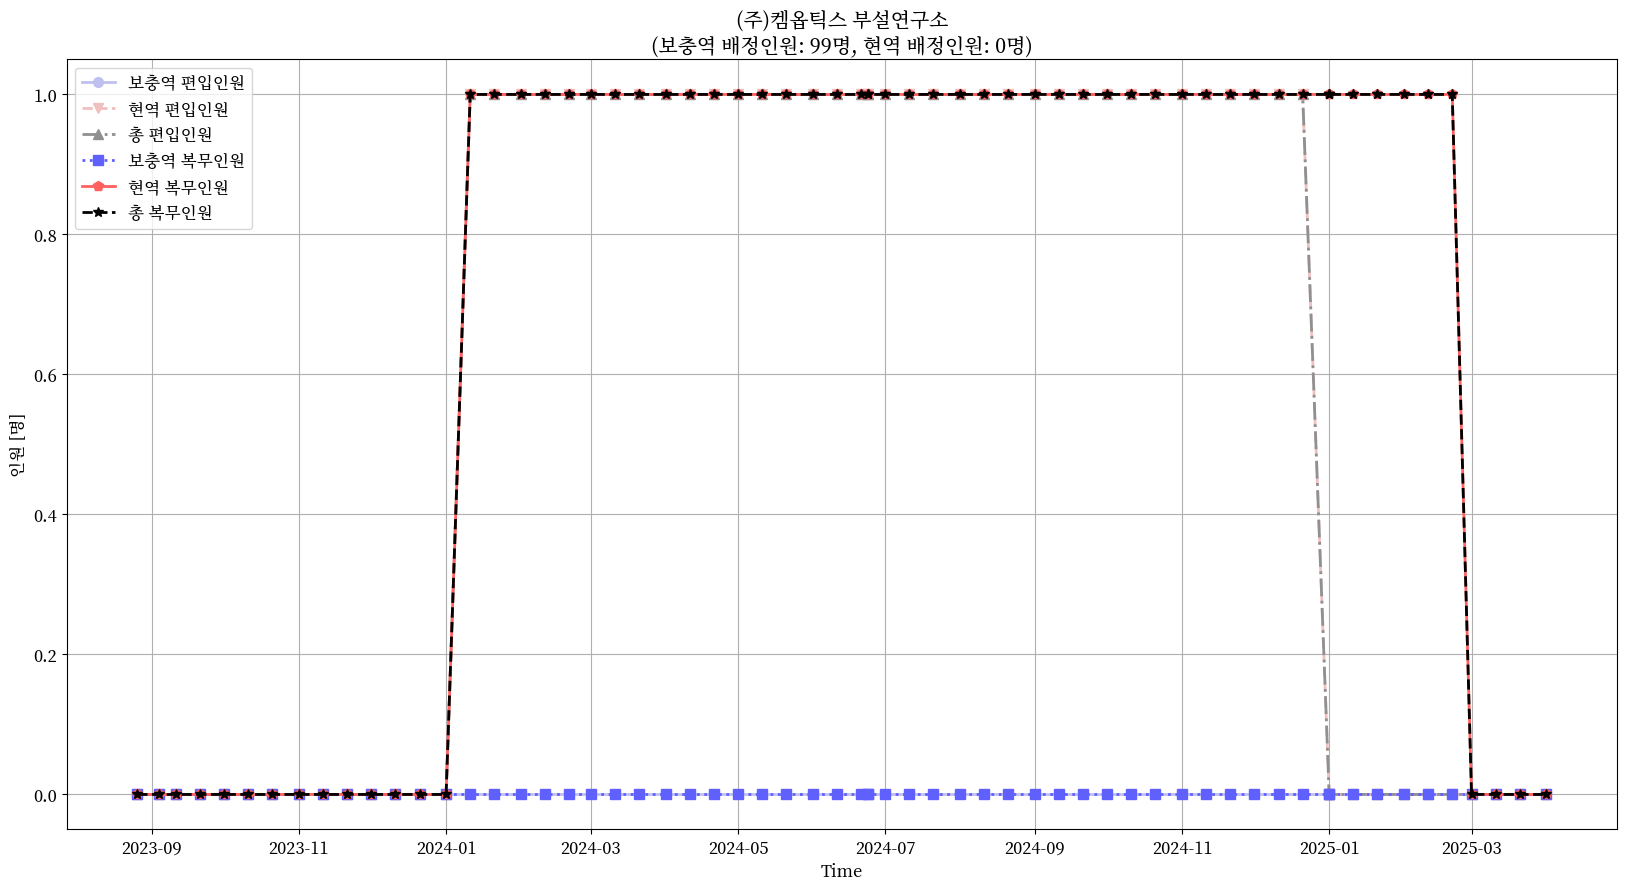 (주)켐옵틱스 부설연구소
(보충역 배정인원: 99명, 현역 배정인원: 0명)
보충역 편입인원
현역 편입인원
총 편입인원
보충역 복무인원
현역 복무인원
총 복무인원
1.0
0.8
0.6
0.4
0.2
0.0
인원 [명]
2023-09 2023-11 2024-01 2024-03 2024-05 2024-07 2024-09 2024-11 2025-01 2025-03
Time